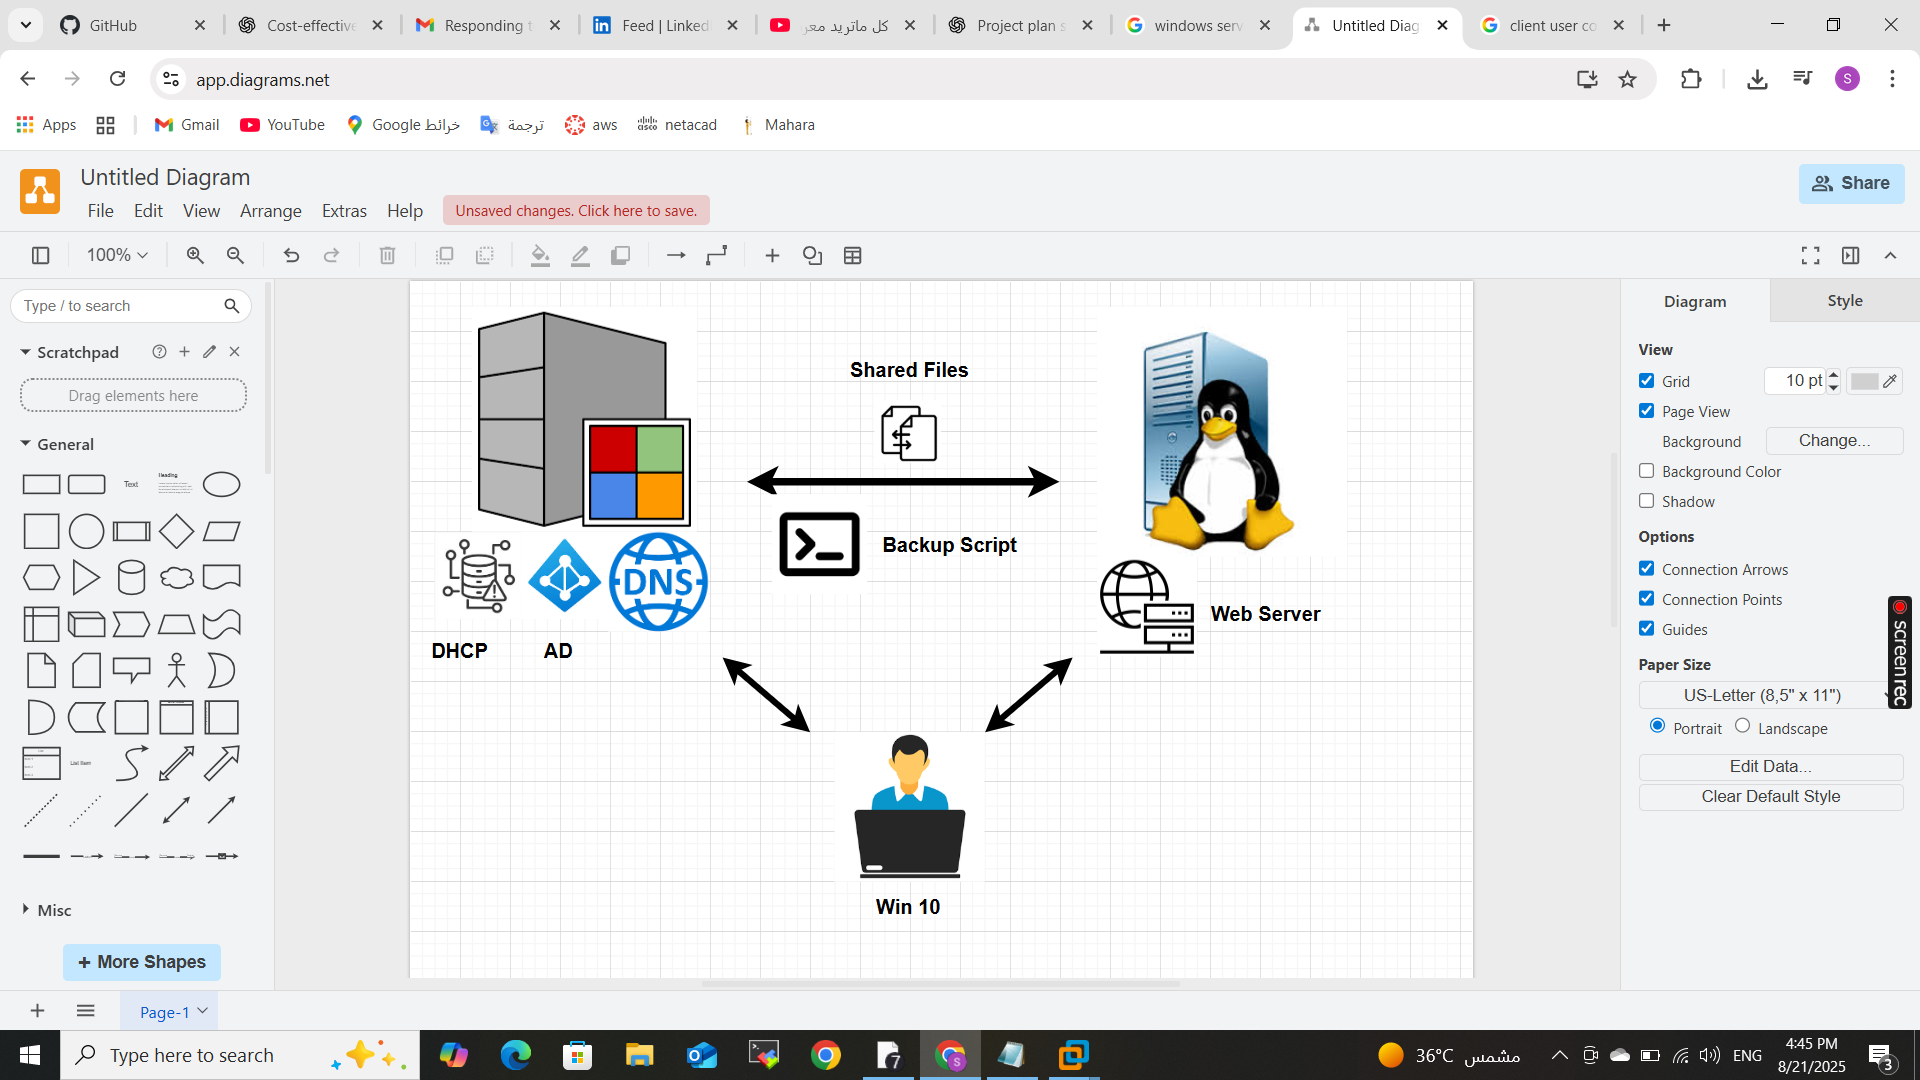 GitHub
Cost-effective
Responding t
Feed | Linked
كل ماتريد معر
Project plan s
windows serv
Untitled Diag
client user co
app.diagrams.net
S
Apps
Gmail
YouTube
خرائط Google
ترجمة
aws
cisco netacad
Mahara
Untitled Diagram
File Edit View Arrange Extras Help
Unsaved changes. Click here to save.
Share
100%
Type / to search
Scratchpad
Drag elements here
General
Text
Heading
List Item
Misc
+ More Shapes
Shared Files
Backup Script
DNS
DHCP
AD
Web Server
Win 10
Diagram
Style
View
Grid
10 pt
Page View
Background
Change...
Background Color
Shadow
Options
Connection Arrows
Connection Points
Guides
Paper Size
US-Letter (8,5" x 11")
Portrait
Landscape
Edit Data...
Clear Default Style
screenrec
Page-1
Type here to search
7
S
36°C مشمس
ENG
4:45 PM
8/21/2025
3